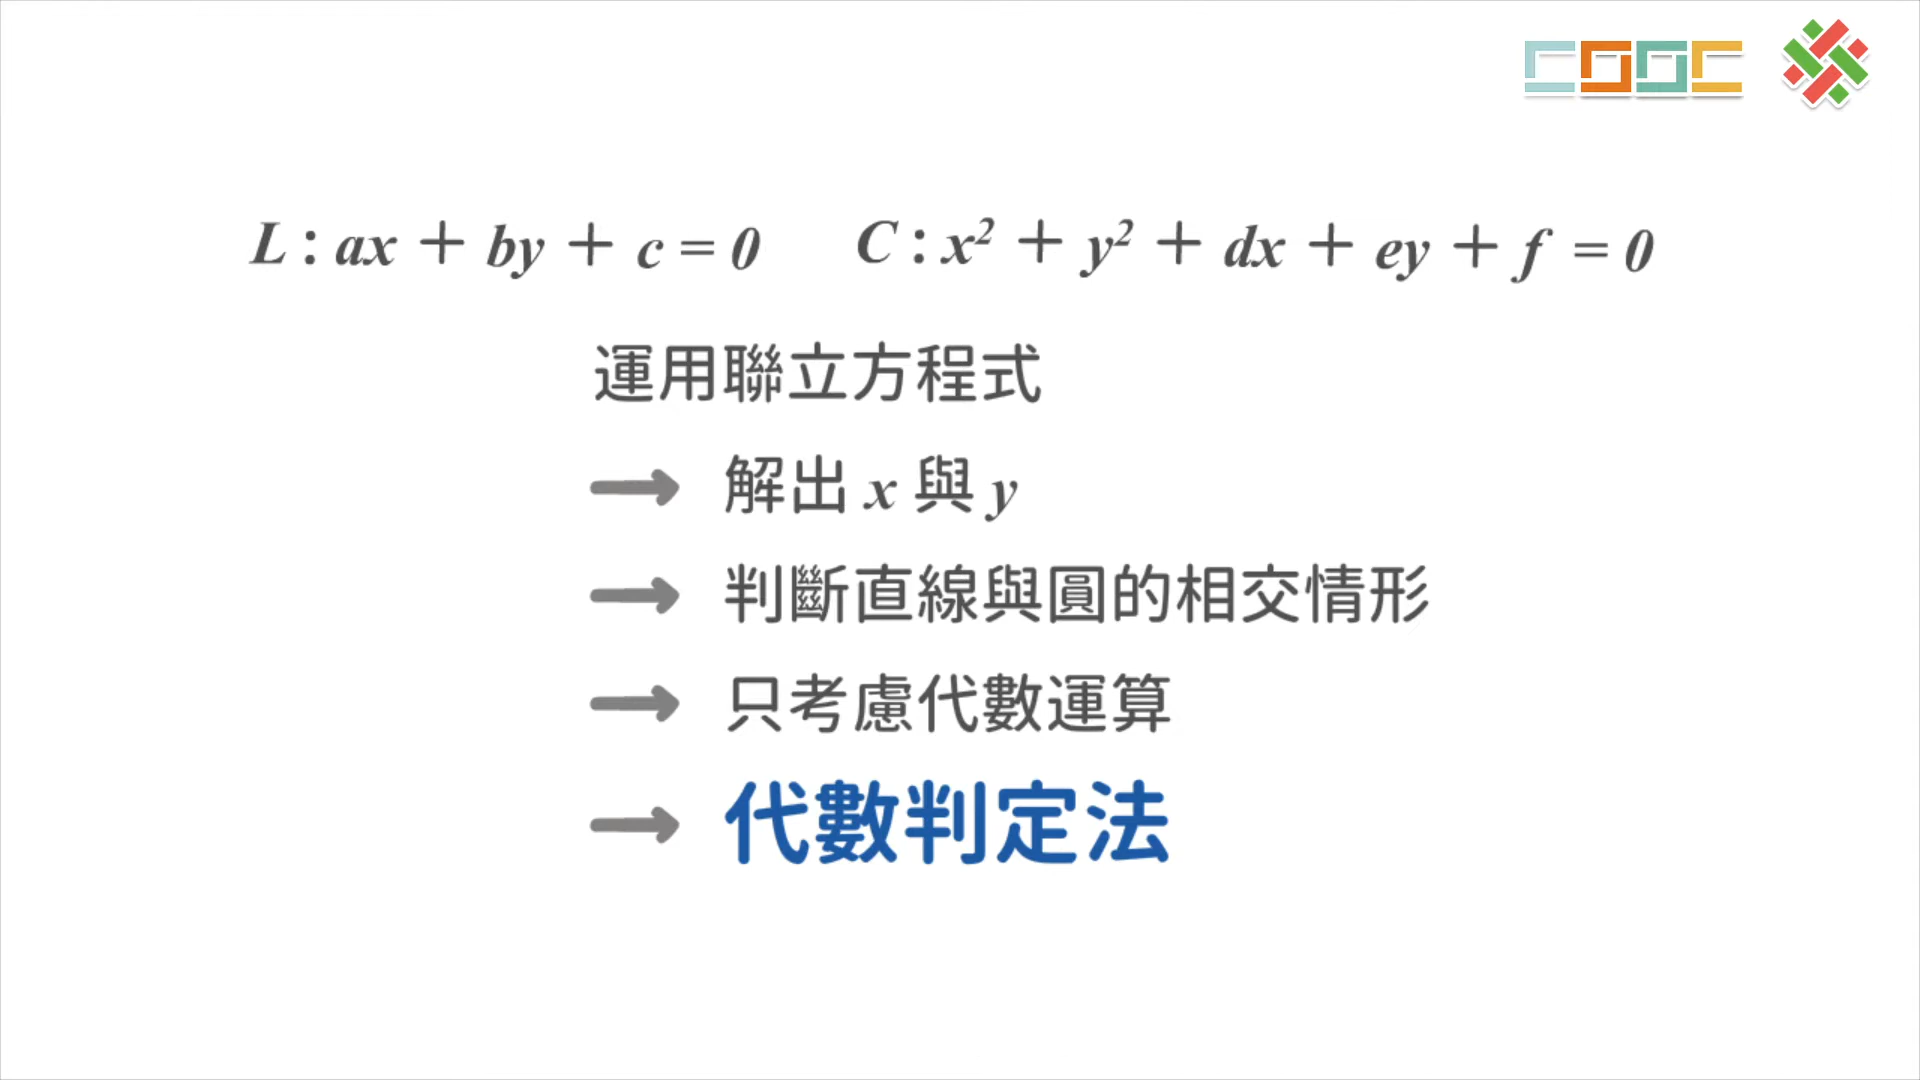 COOC
L : ax + by + c = 0 C : x² + y² + dx + ey + f = 0
運用聯立方程式
→ 解出 x 與 y
→ 判斷直線與圓的相交情形
→ 只考慮代數運算
→ 代數判定法